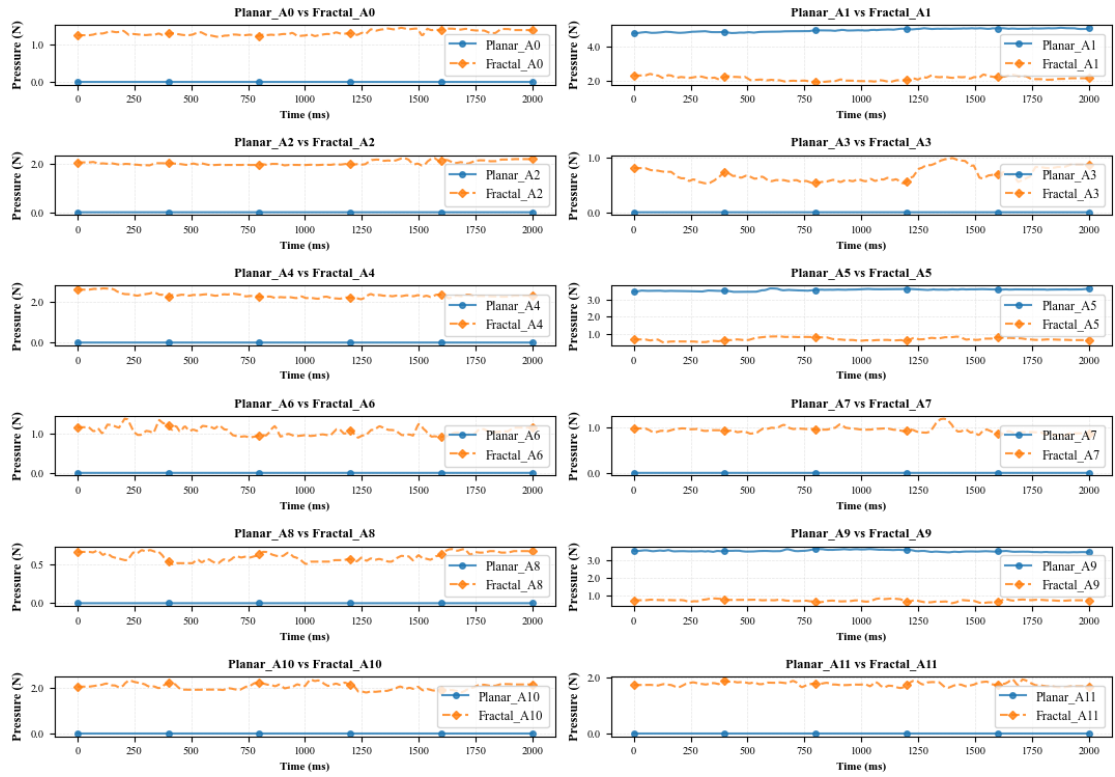 Planar_A0 vs Fractal_A0
Pressure (N)
1.0
0.0
Planar_A0
Fractal_A0
0 250 500 750 1000 1250 1500 1750 2000
Time (ms)
Planar_A1 vs Fractal_A1
Pressure (N)
4.0
2.0
Planar_A1
Fractal_A1
0 250 500 750 1000 1250 1500 1750 2000
Time (ms)
Planar_A2 vs Fractal_A2
Pressure (N)
2.0
0.0
Planar_A2
Fractal_A2
0 250 500 750 1000 1250 1500 1750 2000
Time (ms)
Planar_A3 vs Fractal_A3
Pressure (N)
1.0
0.0
Planar_A3
Fractal_A3
0 250 500 750 1000 1250 1500 1750 2000
Time (ms)
Planar_A4 vs Fractal_A4
Pressure (N)
2.0
0.0
Planar_A4
Fractal_A4
0 250 500 750 1000 1250 1500 1750 2000
Time (ms)
Planar_A5 vs Fractal_A5
Pressure (N)
3.0
2.0
1.0
Planar_A5
Fractal_A5
0 250 500 750 1000 1250 1500 1750 2000
Time (ms)
Planar_A6 vs Fractal_A6
Pressure (N)
1.0
0.0
Planar_A6
Fractal_A6
0 250 500 750 1000 1250 1500 1750 2000
Time (ms)
Planar_A7 vs Fractal_A7
Pressure (N)
1.0
0.0
Planar_A7
Fractal_A7
0 250 500 750 1000 1250 1500 1750 2000
Time (ms)
Planar_A8 vs Fractal_A8
Pressure (N)
0.5
0.0
Planar_A8
Fractal_A8
0 250 500 750 1000 1250 1500 1750 2000
Time (ms)
Planar_A9 vs Fractal_A9
Pressure (N)
3.0
2.0
1.0
Planar_A9
Fractal_A9
0 250 500 750 1000 1250 1500 1750 2000
Time (ms)
Planar_A10 vs Fractal_A10
Pressure (N)
2.0
0.0
Planar_A10
Fractal_A10
0 250 500 750 1000 1250 1500 1750 2000
Time (ms)
Planar_A11 vs Fractal_A11
Pressure (N)
2.0
0.0
Planar_A11
Fractal_A11
0 250 500 750 1000 1250 1500 1750 2000
Time (ms)